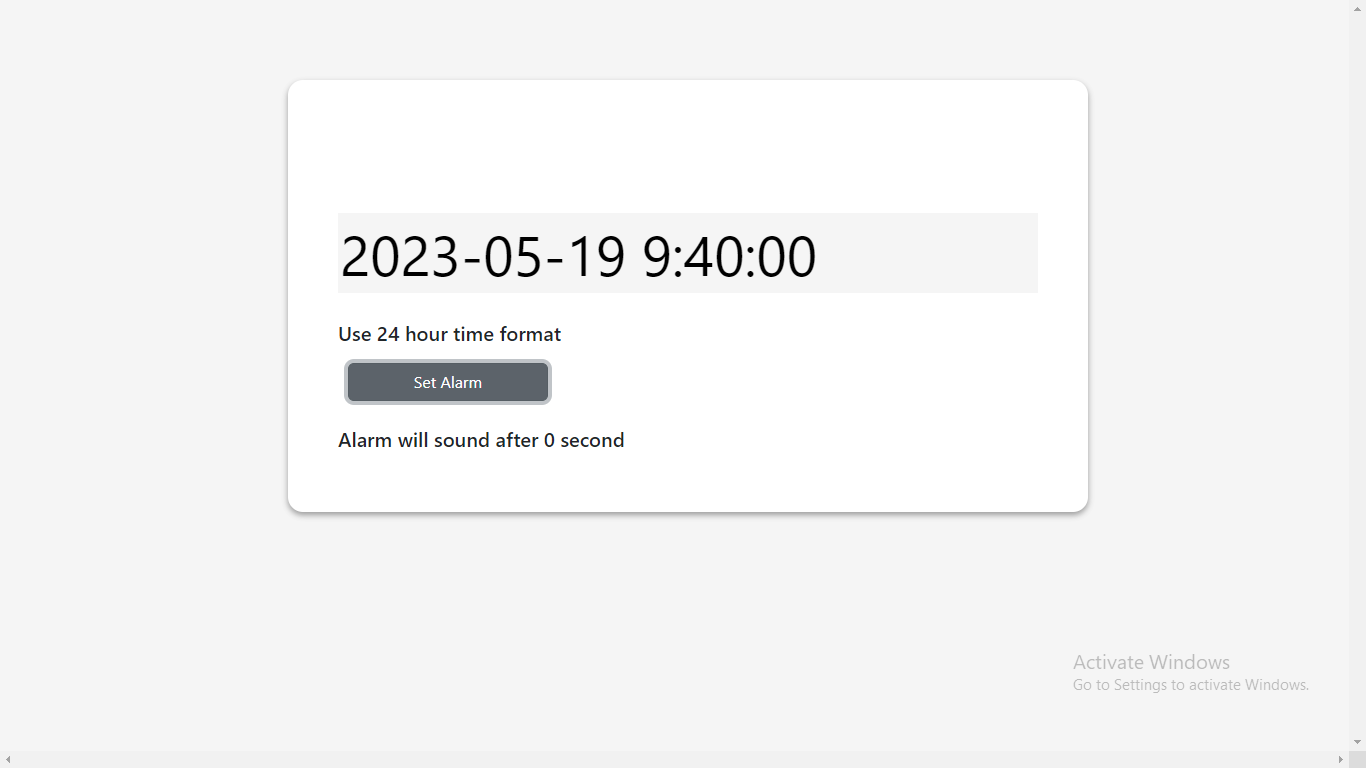 2023-05-19 9:40:00
Use 24 hour time format
Set Alarm
Alarm will sound after 0 second
Activate Windows
Go to Settings to activate Windows.